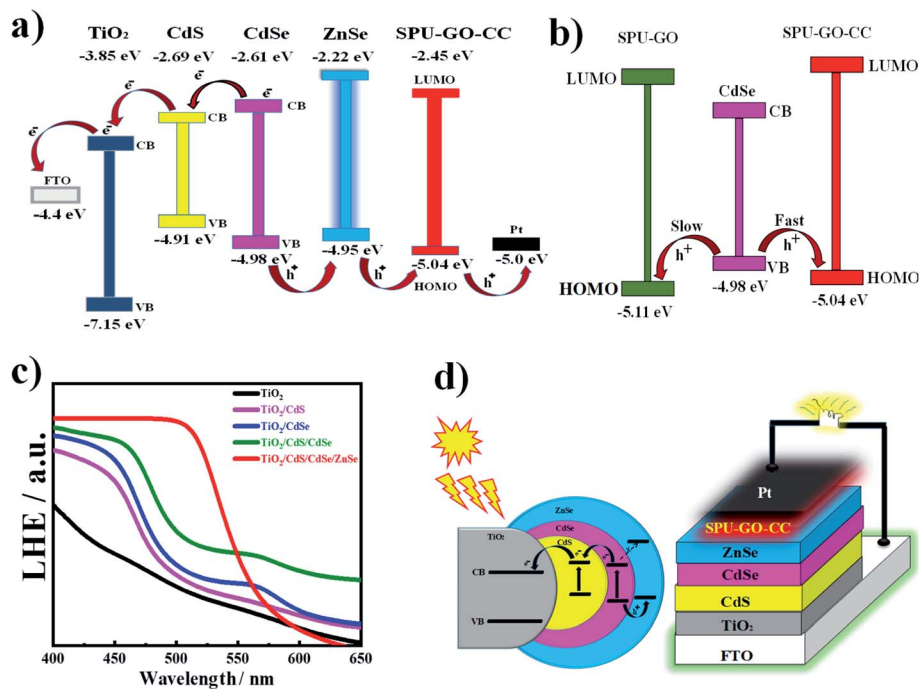 a)
TiO₂ CdS CdSe ZnSe SPU-GO-CC
-3.85 eV -2.69 eV -2.61 eV -2.22 eV -2.45 eV
LUMO
e⁻ e⁻ e⁻ e⁻
CB CB CB
FTO
-4.4 eV
VB
-4.91 eV
VB
-4.98 eV
-4.95 eV
-5.04 eV
HOMO
Pt
-5.0 eV
h⁺ h⁺ h⁺
VB
-7.15 eV
b)
SPU-GO SPU-GO-CC
LUMO LUMO
CdSe
CB
Slow Fast
h⁺ h⁺
VB
-4.98 eV
HOMO HOMO
-5.11 eV -5.04 eV
c)
TiO₂
TiO₂/CdS
TiO₂/CdSe
TiO₂/CdS/CdSe
TiO₂/CdS/CdSe/ZnSe
LHE / a.u.
400 450 500 550 600 650
Wavelength/ nm
d)
ZnSe
CdSe
CdS
TiO₂
CB
VB
e⁻ e⁻
h⁺
Pt
SPU-GO-CC
ZnSe
CdSe
CdS
TiO₂
FTO